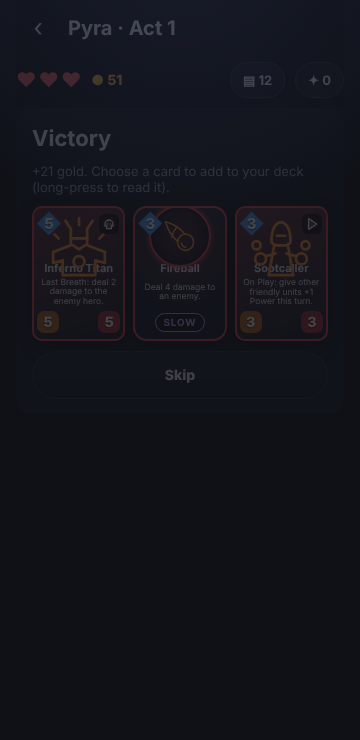 Pyra · Act 1
51
12
0
Victory
+21 gold. Choose a card to add to your deck
(long-press to read it).
5
Inferno Titan
Last Breath: deal 2
damage to the
enemy hero.
5
5
3
Fireball
Deal 4 damage to
an enemy.
SLOW
3
Sootcaller
On Play: give other
friendly units +1
Power this turn.
3
3
Skip